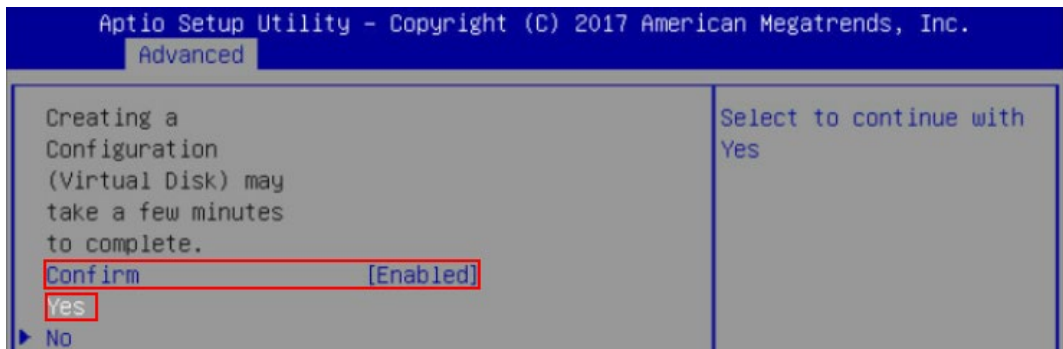 Aptio Setup Utility – Copyright (C) 2017 American Megatrends, Inc.
Advanced
Creating a
Configuration
(Virtual Disk) may
take a few minutes
to complete.
Confirm [Enabled]
Yes
No
Select to continue with
Yes